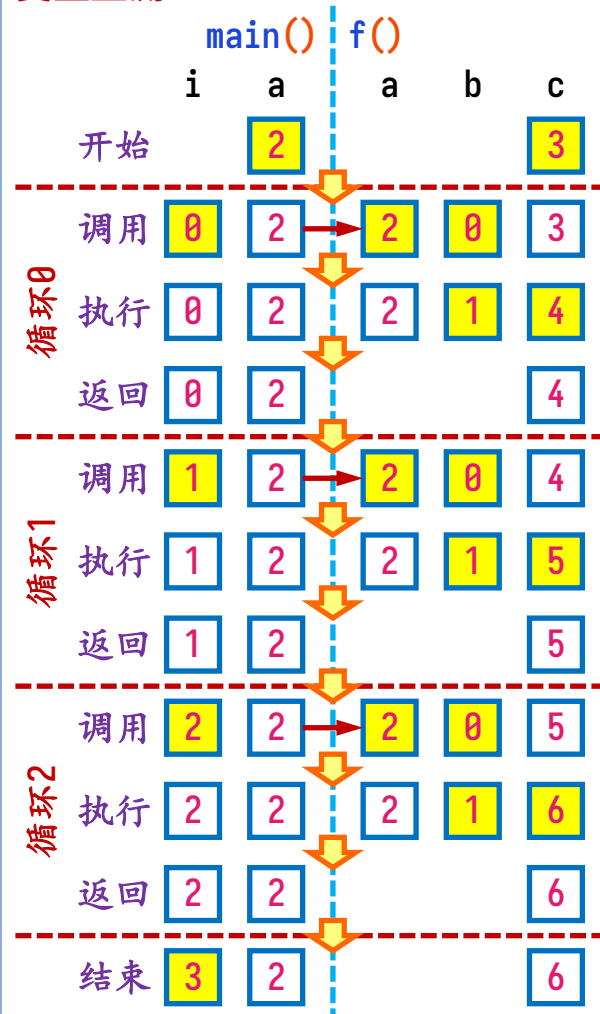 main() f()
i a a b c
开始 2 3
循环0
调用 0 2 2 0 3
执行 0 2 2 1 4
返回 0 2 4
循环1
调用 1 2 2 0 4
执行 1 2 2 1 5
返回 1 2 5
循环2
调用 2 2 2 0 5
执行 2 2 2 1 6
返回 2 2 6
结束 3 2 6